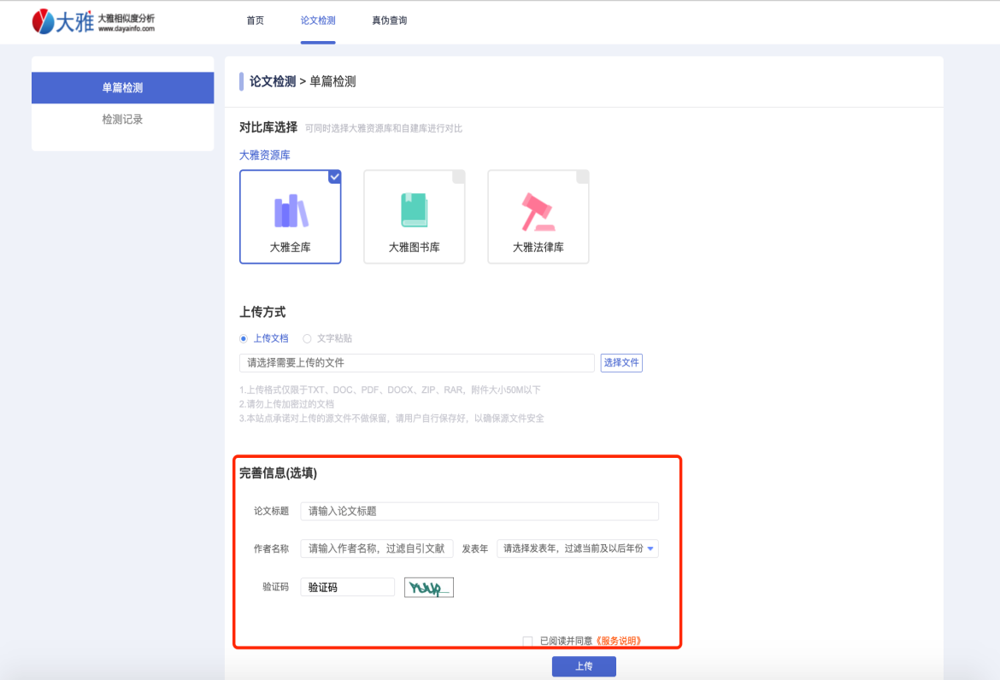 大雅 大雅相似度分析
www.dayainfo.com
首页 论文检测 真伪查询
单篇检测
检测记录
论文检测 > 单篇检测
对比库选择 可同时选择大雅资源库和自建库进行对比
大雅资源库
大雅全库 大雅图书库 大雅法律库
上传方式
上传文档 文字粘贴
请选择需要上传的文件 选择文件
1.上传格式仅限于TXT、DOC、PDF、DOCX、ZIP、RAR，附件大小50M以下
2.请勿上传加密过的文档
3.本站点承诺对上传的源文件不做保留，请用户自行保存好，以确保源文件安全
完善信息(选填)
论文标题 请输入论文标题
作者名称 请输入作者名称，过滤自引文献 发表年 请选择发表年，过滤当前及以后年份
验证码 验证码
已阅读并同意《服务说明》
上传